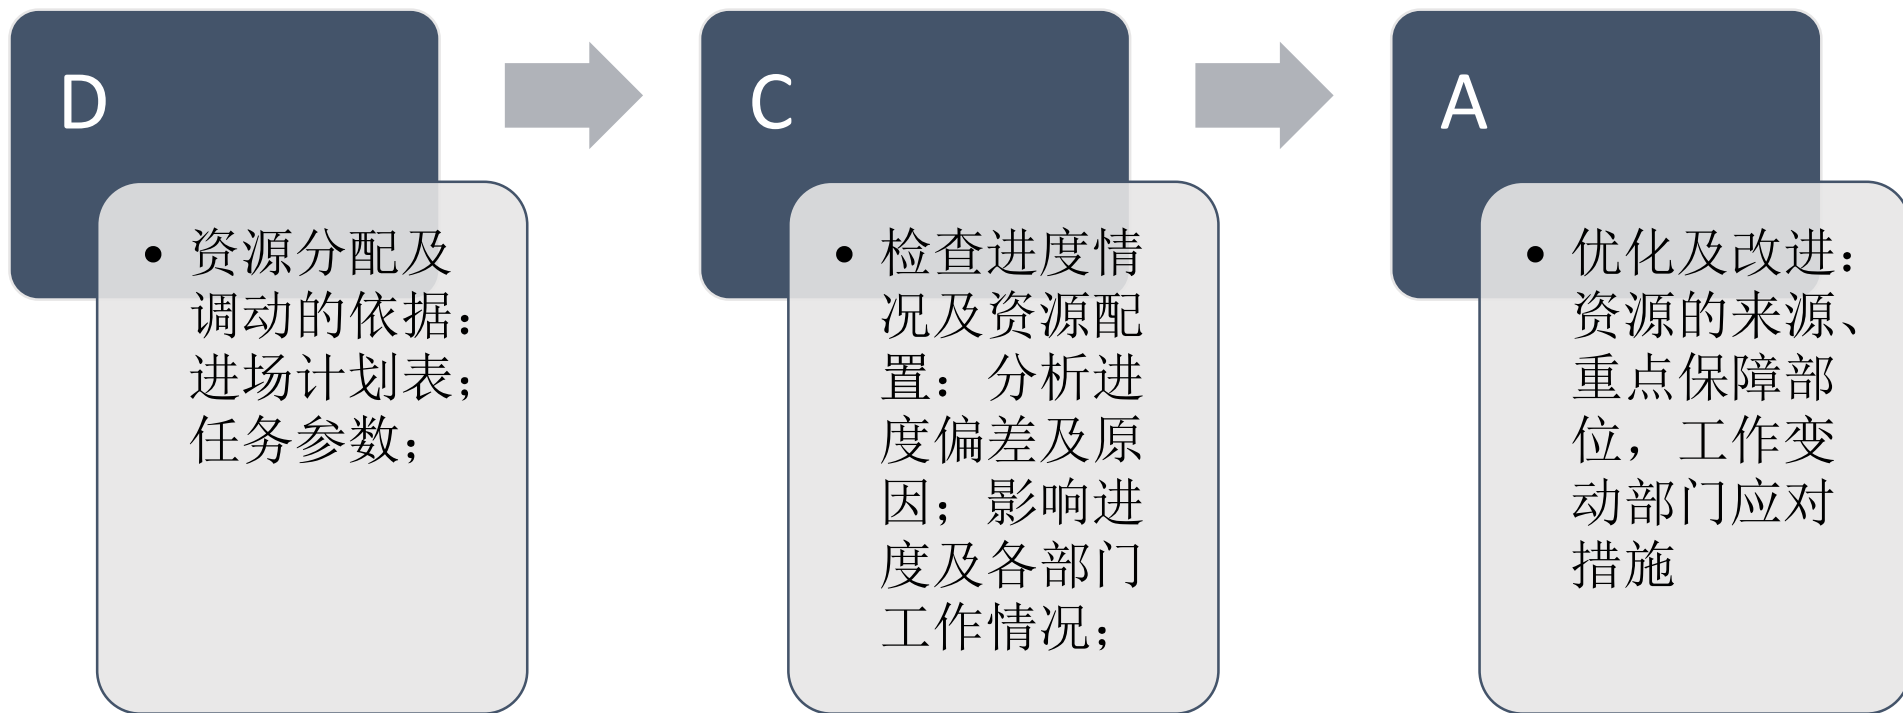 D
• 资源分配及
调动的依据：
进场计划表；
任务参数；
C
• 检查进度情
况及资源配
置：分析进
度偏差及原
因；影响进
度及各部门
工作情况；
A
• 优化及改进：
资源的来源、
重点保障部
位，工作变
动部门应对
措施